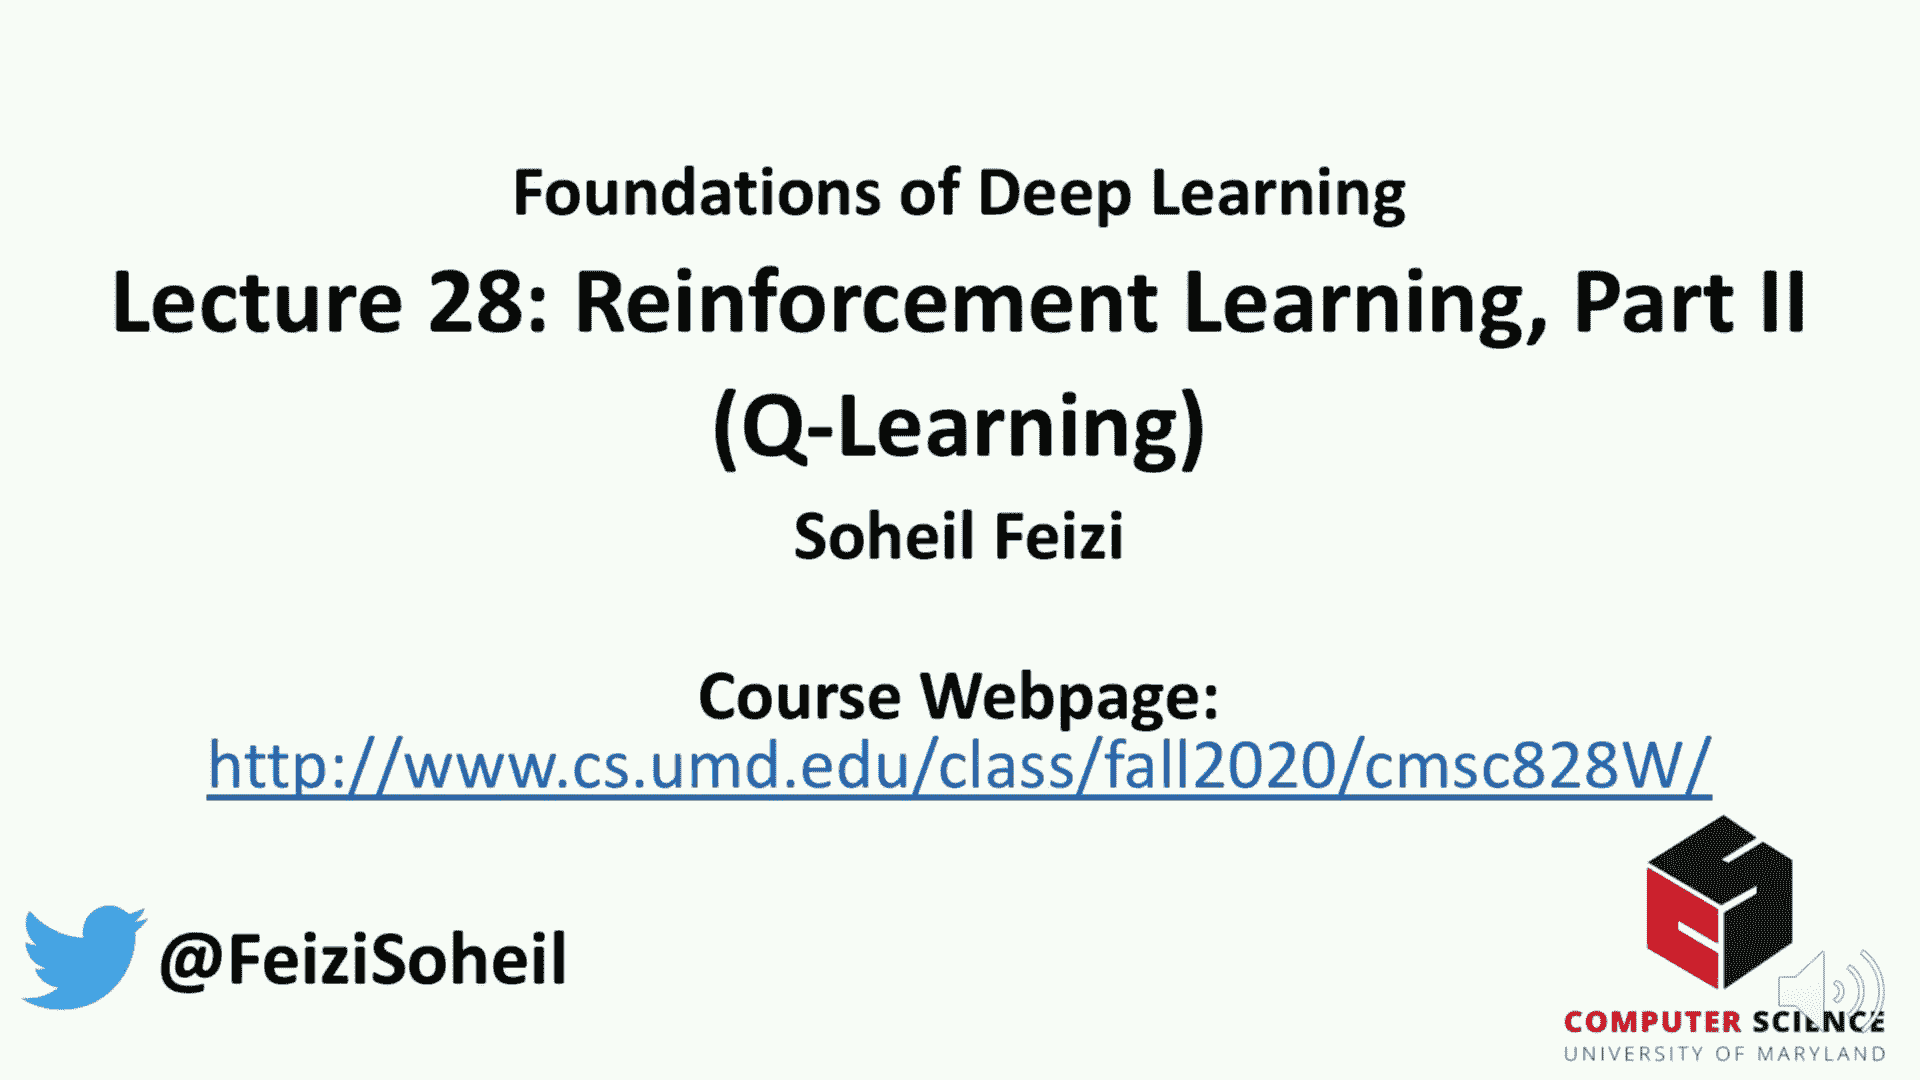 Foundations of Deep Learning
Lecture 28: Reinforcement Learning, Part II
(Q-Learning)
Soheil Feizi
Course Webpage:
http://www.cs.umd.edu/class/fall2020/cmsc828W/
@FeiziSoheil
COMPUTER SCIENCE
UNIVERSITY OF MARYLAND